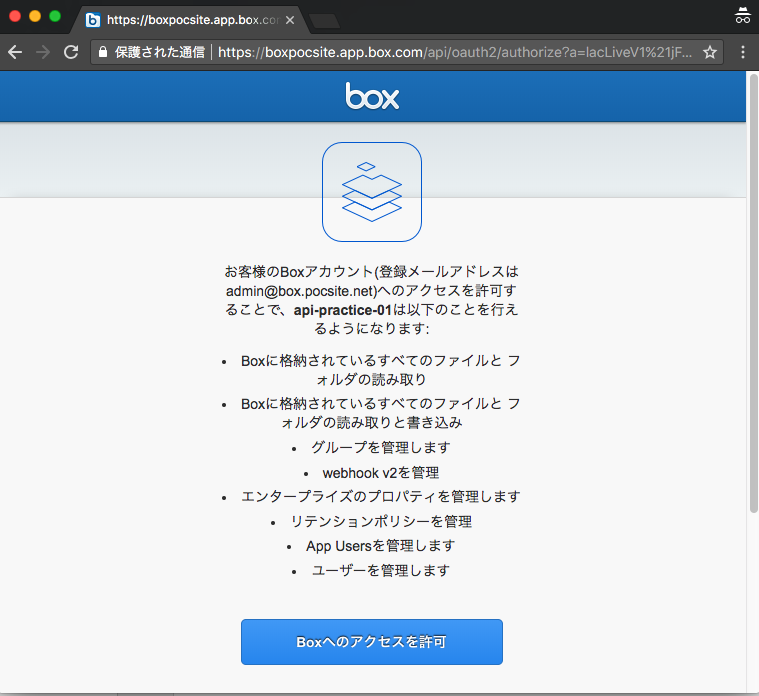 https://boxpocsite.app.box.co
保護された通信 | https://boxpocsite.app.box.com/api/oauth2/authorize?a=lacLiveV1%21jF...
box
お客様のBoxアカウント(登録メールアドレスは
admin@box.pocsite.net)へのアクセスを許可す
ることで、api-practice-01は以下のことを行え
るようになります:
• Boxに格納されているすべてのファイルと フ
ォルダの読み取り
• Boxに格納されているすべてのファイルと フ
ォルダの読み取りと書き込み
• グループを管理します
• webhook v2を管理
• エンタープライズのプロパティを管理します
• リテンションポリシーを管理
• App Usersを管理します
• ユーザーを管理します
Boxへのアクセスを許可